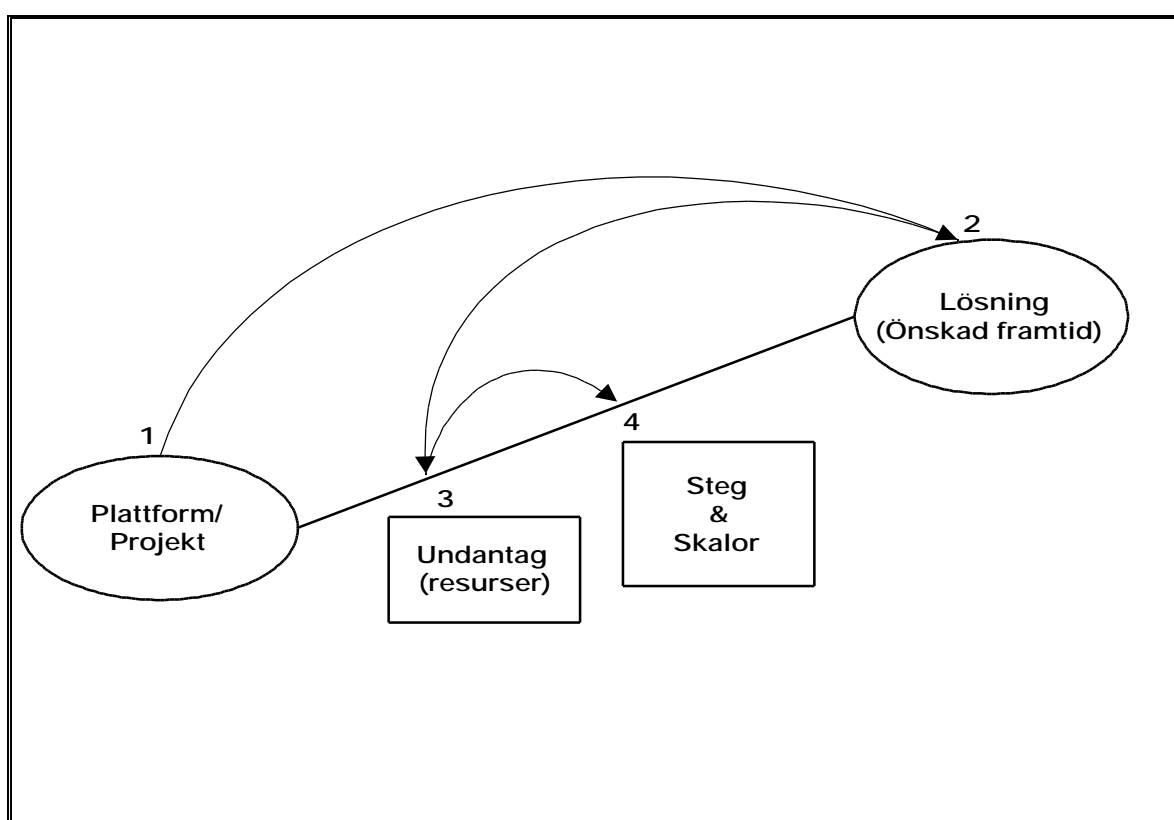 1
Plattform/
Projekt
2
Lösning
(Önskad framtid)
3
Undantag
(resurser)
4
Steg
&
Skalor